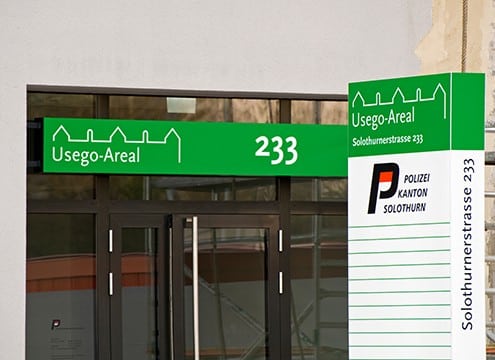 Usego-Areal
233
Usego-Areal
Solothurnerstrasse 233
POLIZEI
KANTON
SOLOTHURN
Solothurnerstrasse 233